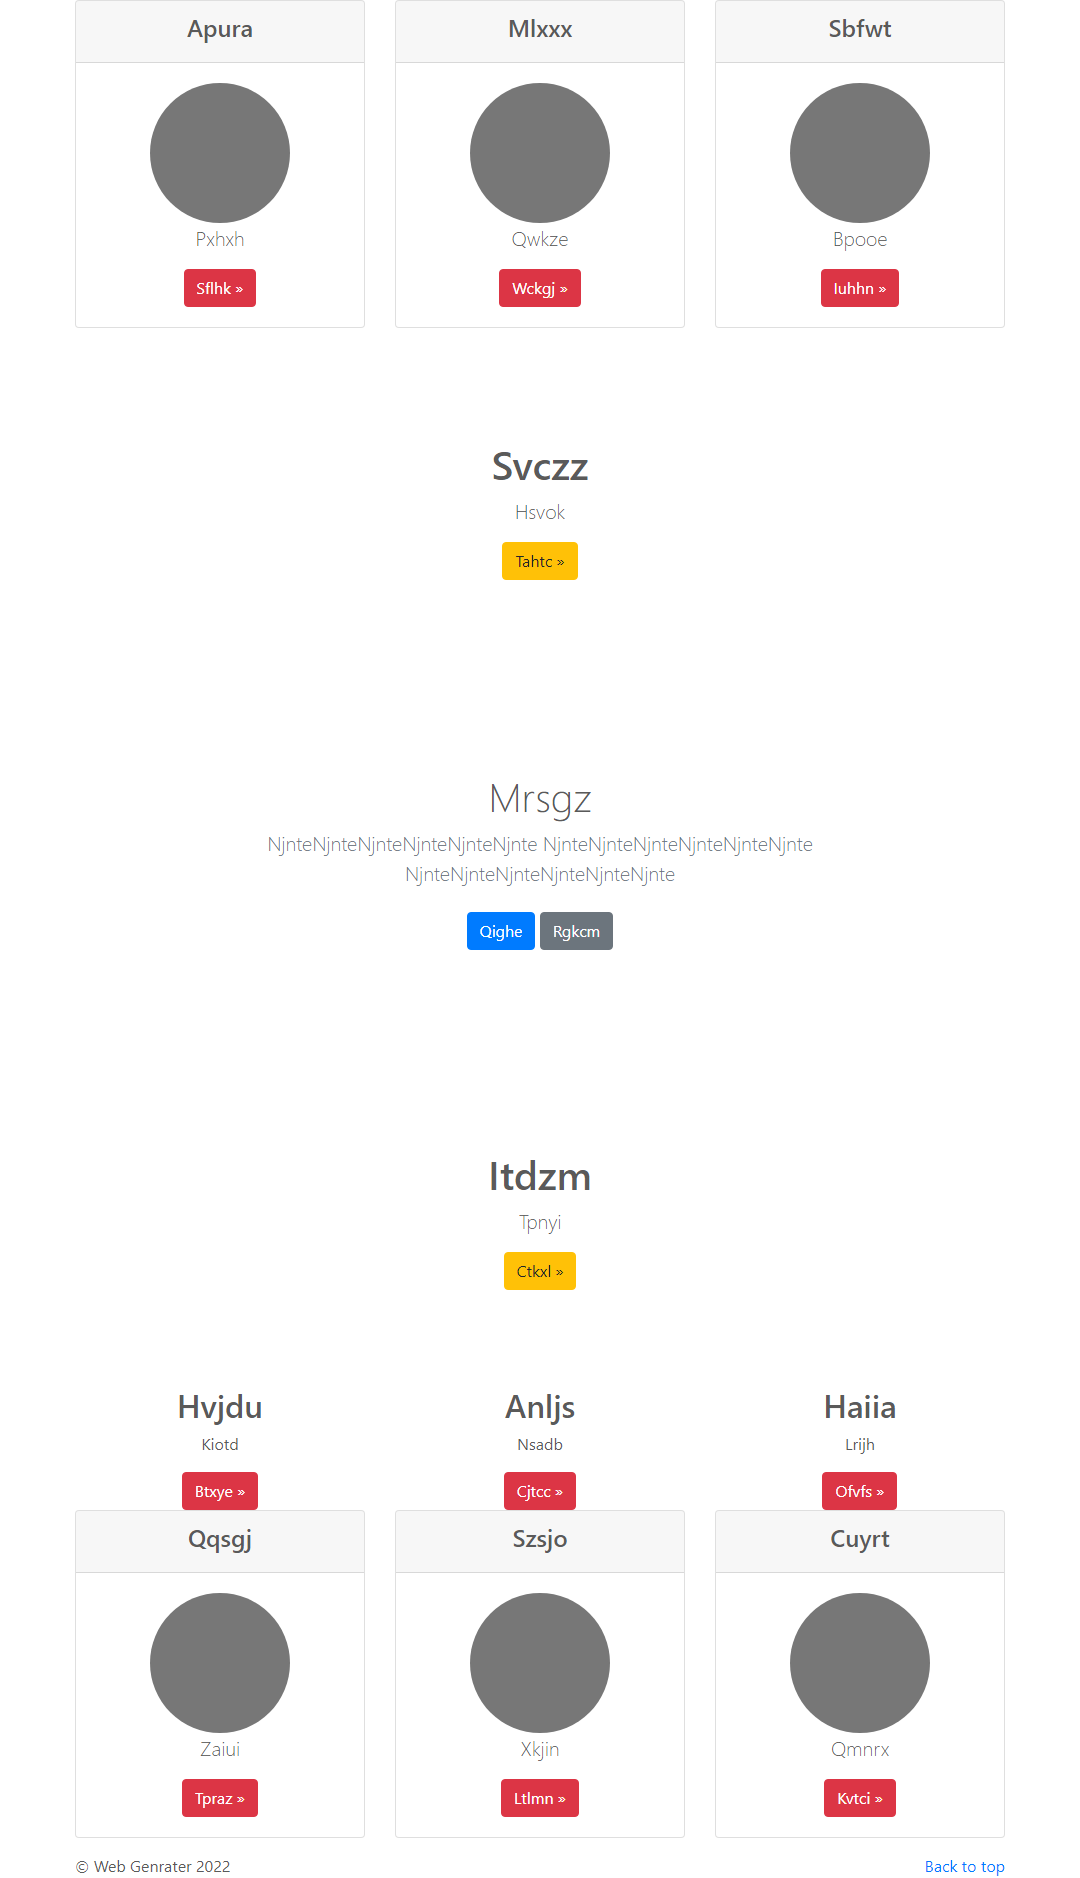 Apura
Mlxxx
Sbfwt
Pxhxh
Qwkze
Bpooe
Sflhk »
Wckgj »
Iuhhn »
Svczz
Hsvok
Tahtc »
Mrsgz
NjnteNjnteNjnteNjnteNjnteNjnte NjnteNjnteNjnteNjnteNjnteNjnte
NjnteNjnteNjnteNjnteNjnteNjnte
Qighe
Rgkcm
Itdzm
Tpnyi
Ctkxl »
Hvjdu
Anljs
Haiia
Kiotd
Nsadb
Lrijh
Btxye »
Cjtcc »
Ofvfs »
Qqsgj
Szsjo
Cuyrt
Zaiui
Xkjin
Qmnrx
Tpraz »
Ltlmn »
Kvtci »
© Web Genrater 2022
Back to top